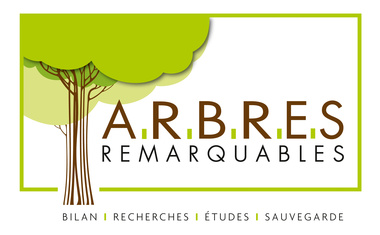 A.R.B.R.E.S
REMARQUABLES
BILAN | RECHERCHES | ÉTUDES | SAUVEGARDE